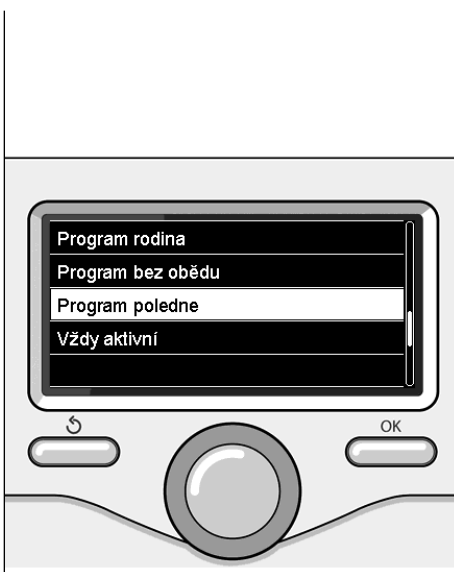 Program rodina
Program bez obědu
Program poledne
Vždy aktivní
OK